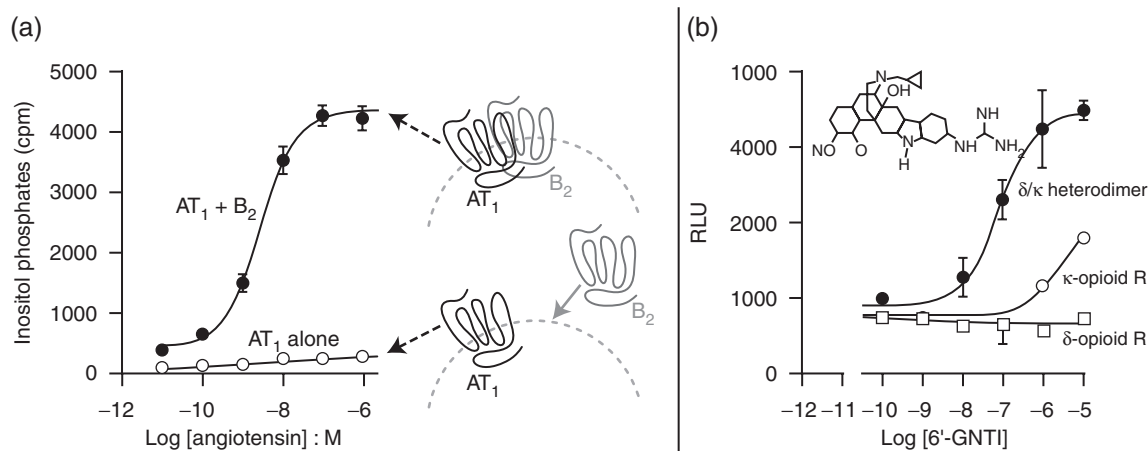 (a)
5000
4000
3000
2000
1000
0
Inositol phosphates (cpm)
AT1 + B2
AT1 alone
AT1
B2
AT1
B2
−12
−10
−8
−6
Log [angiotensin] : M
(b)
1000
4000
2000
1000
0
RLU
N
OH
NO
O
N
H
NH
NH
NH2
δ/κ heterodimer
κ-opioid R
δ-opioid R
−12
−11
−10
−9
−8
−7
−6
−5
Log [6'-GNTI]